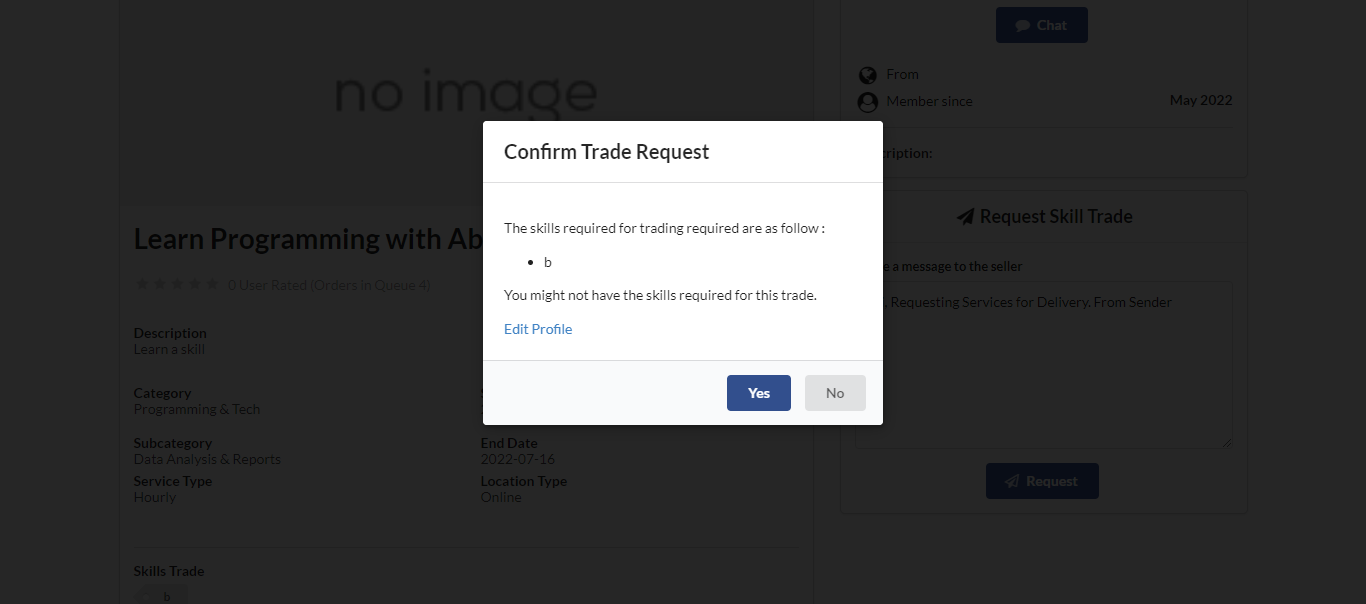 Chat
no image
From
Member since
May 2022
Confirm Trade Request
ription:
The skills required for trading required are as follow :
• b
You might not have the skills required for this trade.
Edit Profile
Yes
No
Learn Programming with Ab
0 User Rated (Orders in Queue 4)
Description
Learn a skill
Category
Programming & Tech
Subcategory
Data Analysis & Reports
End Date
2022-07-16
Service Type
Hourly
Location Type
Online
Skills Trade
b
Request Skill Trade
e a message to the seller
. Requesting Services for Delivery. From Sender
Request